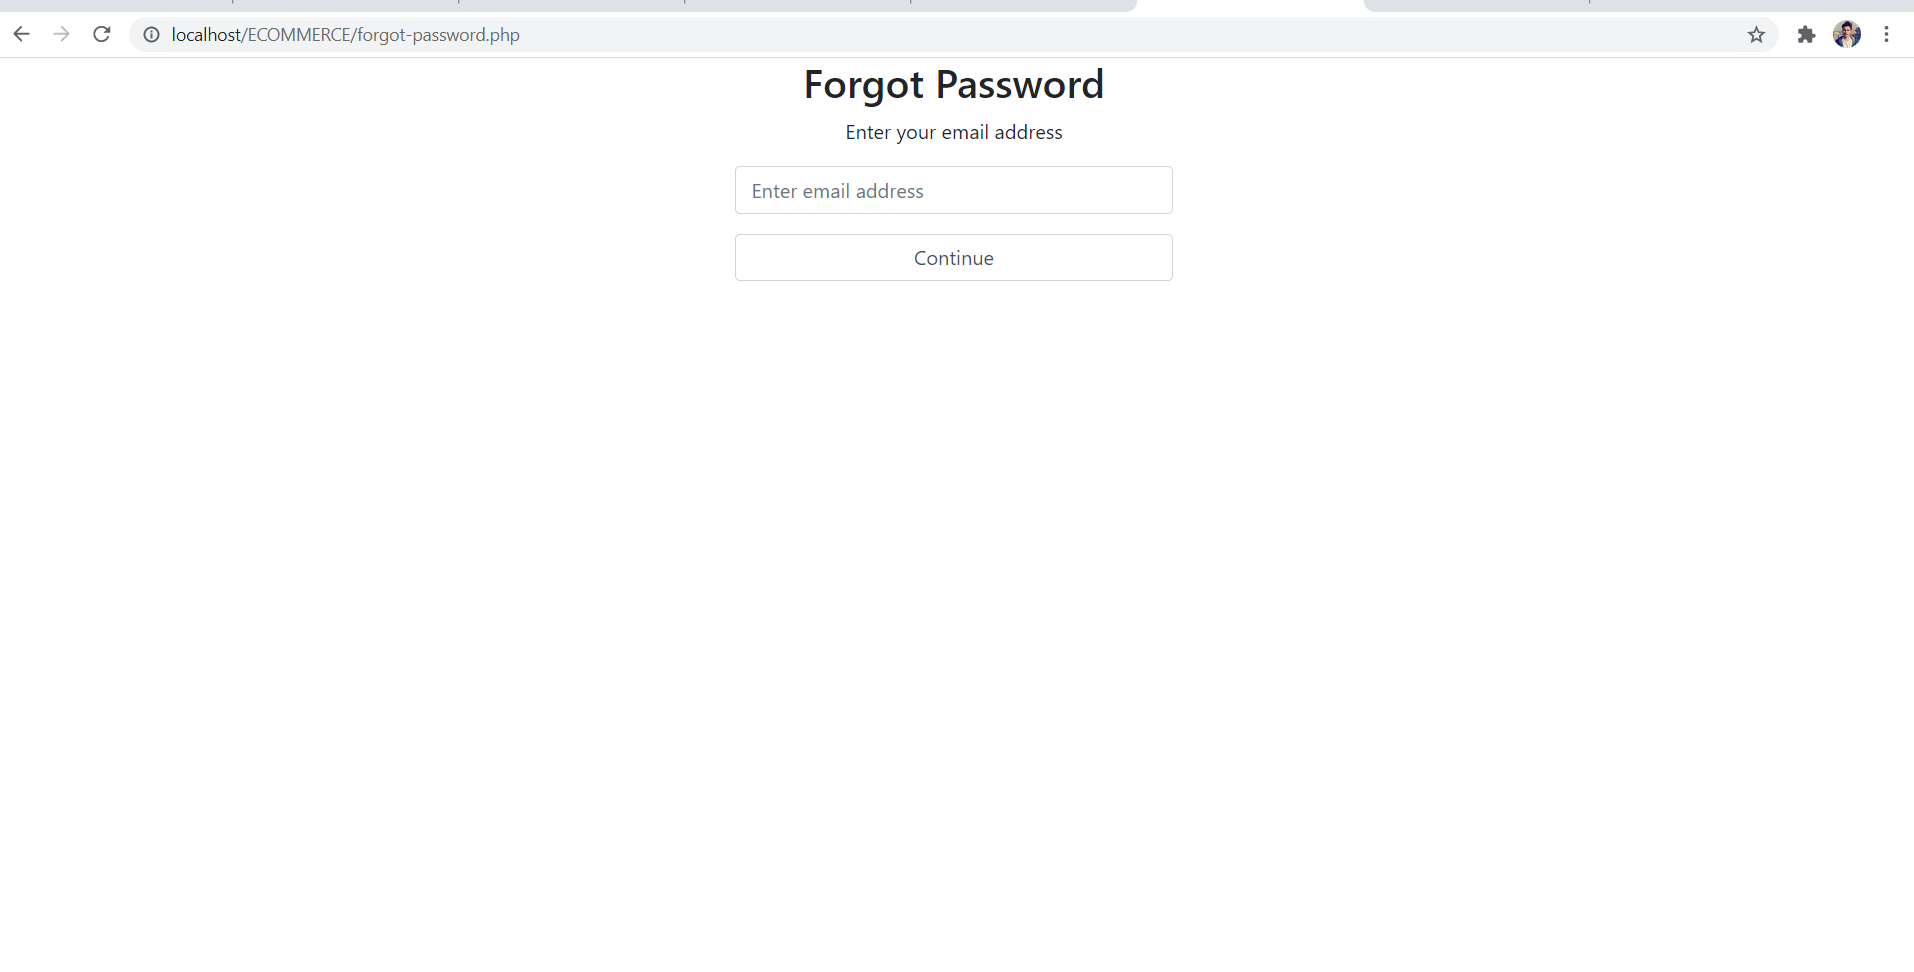 localhost/ECOMMERCE/forgot-password.php
Forgot Password
Enter your email address
Enter email address
Continue